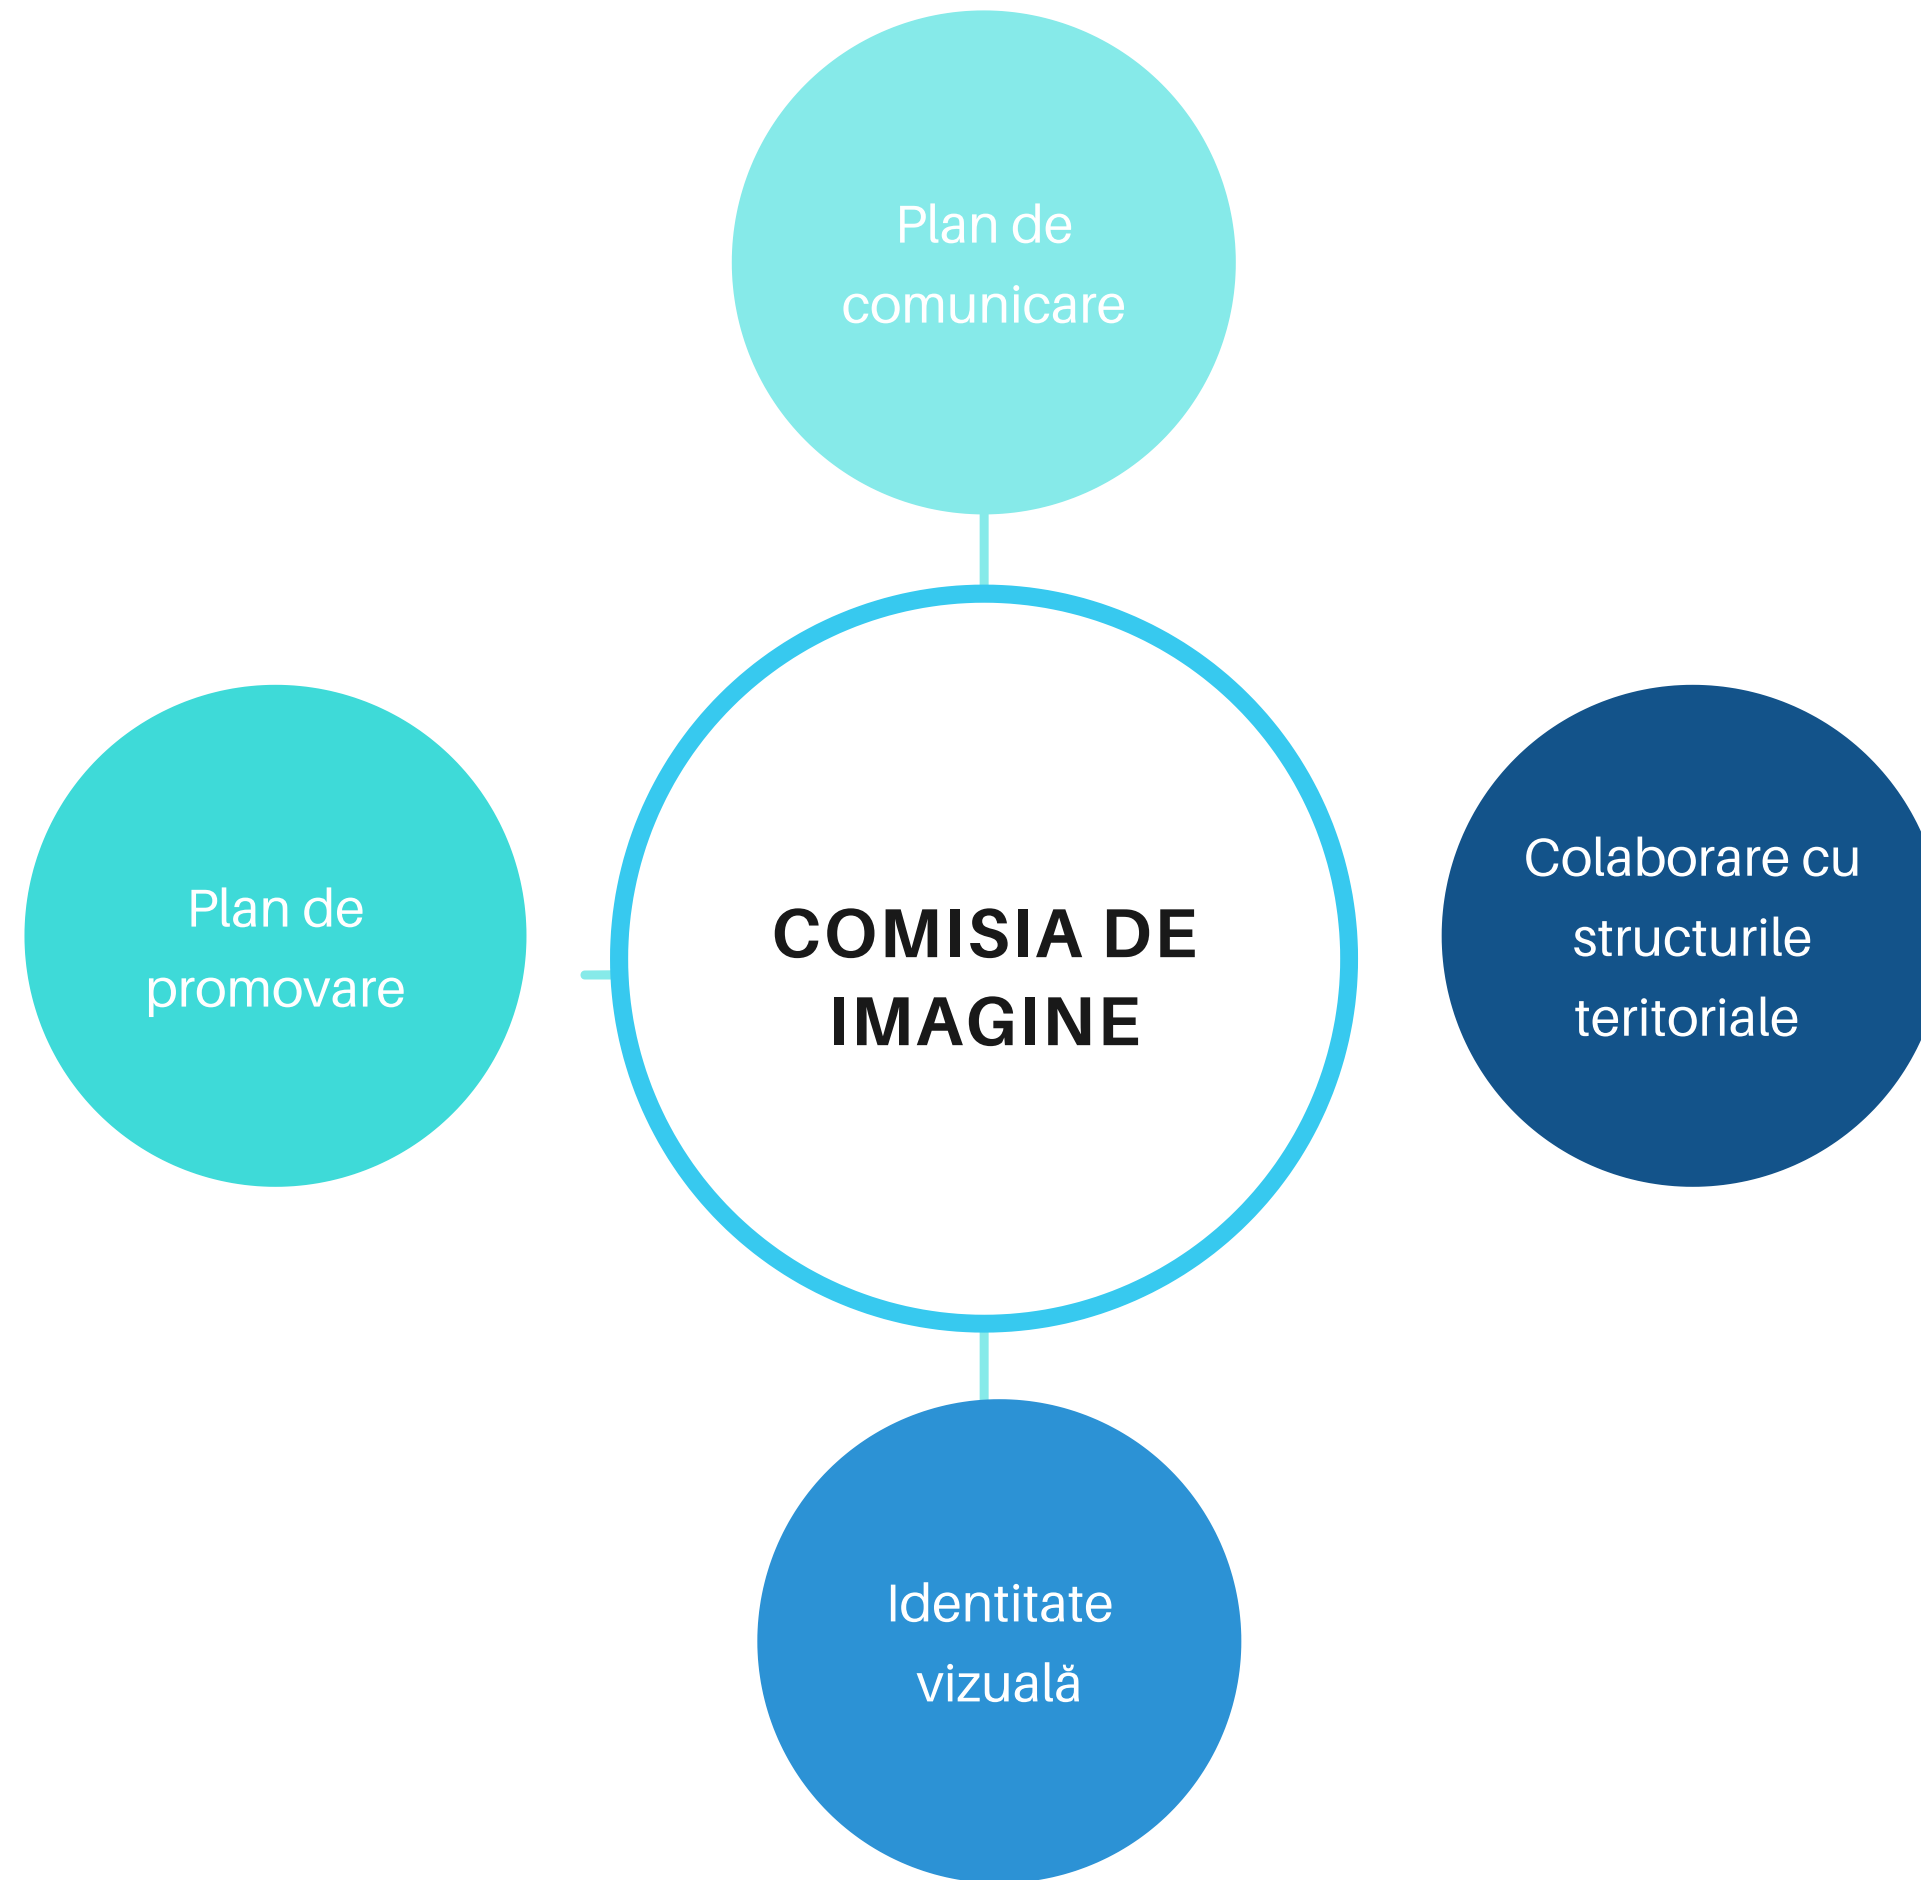 Plan de
comunicare
Plan de
promovare
COMISIA DE
IMAGINE
Colaborare cu
structurile
teritoriale
Identitate
vizuală